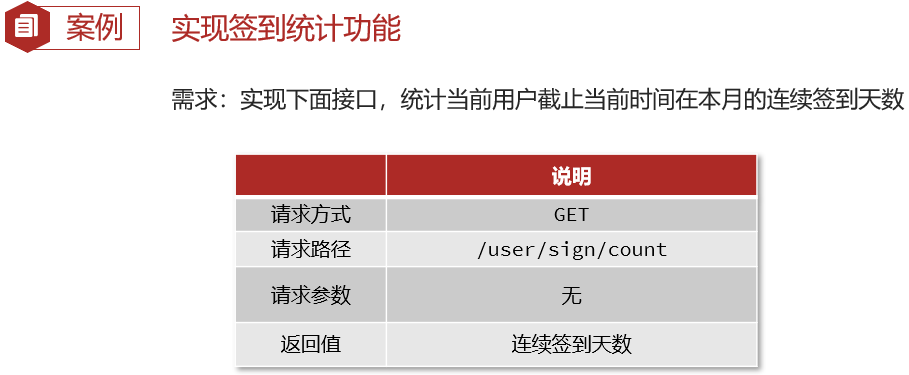 案例 实现签到统计功能
需求：实现下面接口，统计当前用户截止当前时间在本月的连续签到天数
说明
请求方式 GET
请求路径 /user/sign/count
请求参数 无
返回值 连续签到天数